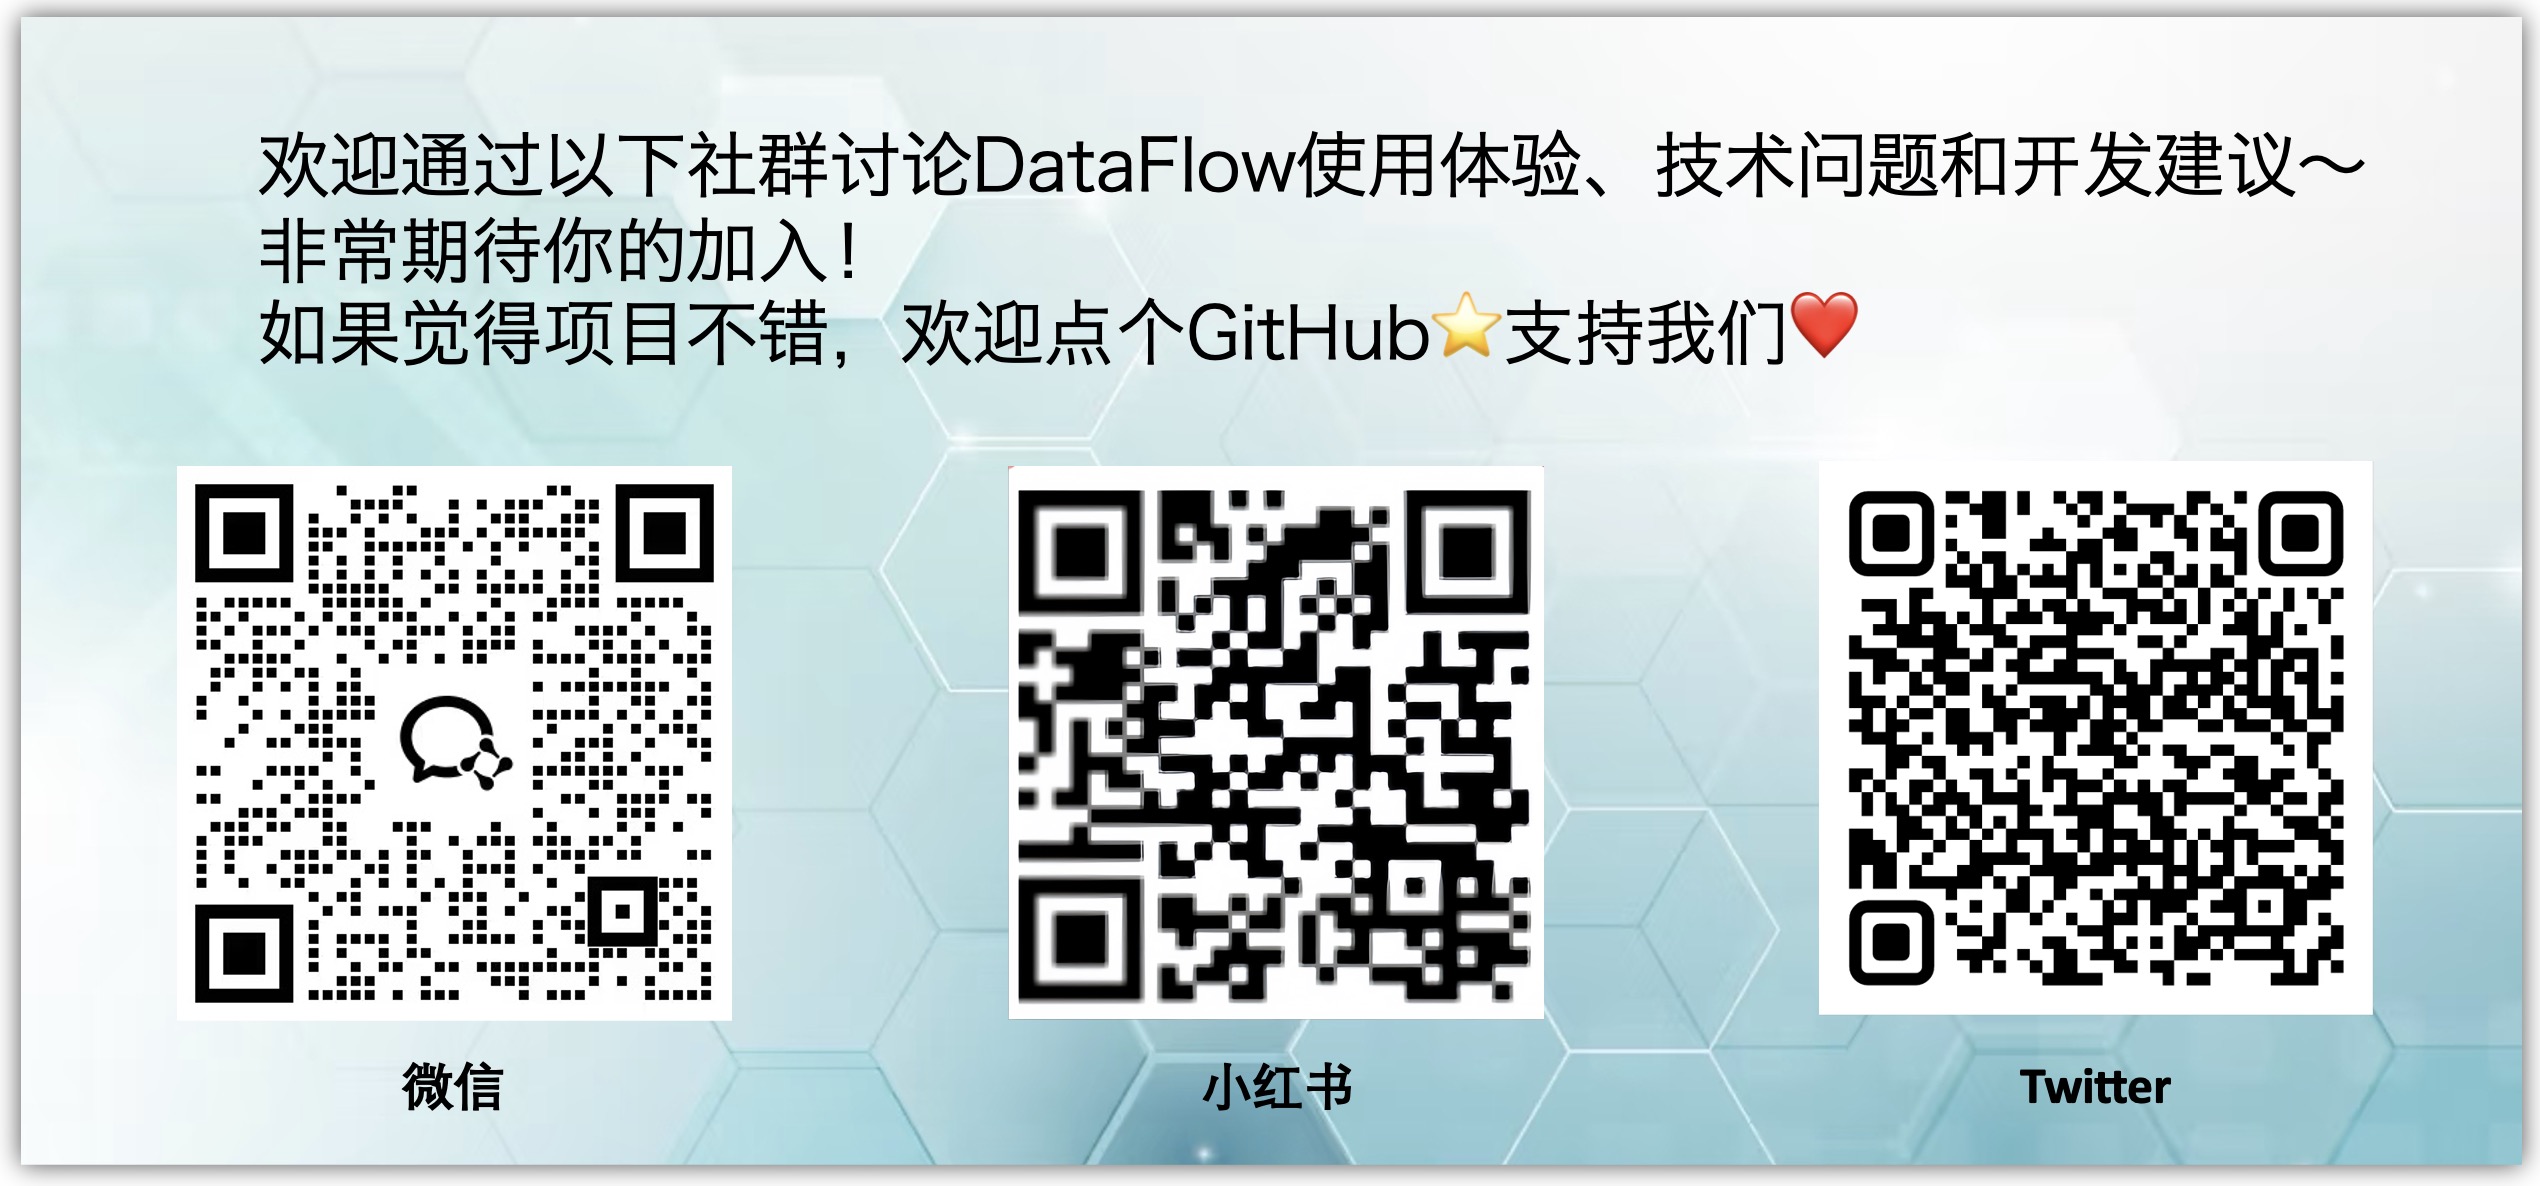 欢迎通过以下社群讨论DataFlow使用体验、技术问题和开发建议～
非常期待你的加入！
如果觉得项目不错，欢迎点个GitHub⭐支持我们❤️
微信
小红书
Twitter